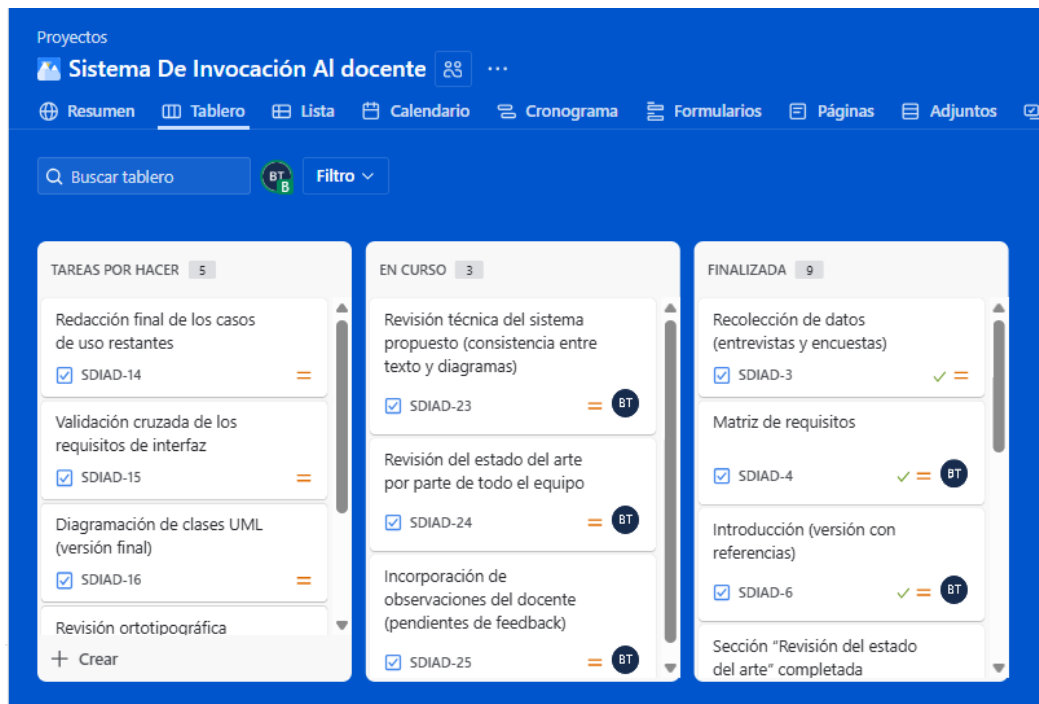 Proyectos
Sistema De Invocación Al docente
Resumen Tablero Lista Calendario Cronograma Formularios Páginas Adjuntos
Buscar tablero BT B Filtro
TAREAS POR HACER 5
Redacción final de los casos
de uso restantes
SDIAD-14
Validación cruzada de los
requisitos de interfaz
SDIAD-15
Diagramación de clases UML
(versión final)
SDIAD-16
Revisión ortotipográfica
Crear
EN CURSO 3
Revisión técnica del sistema
propuesto (consistencia entre
texto y diagramas)
SDIAD-23 BT
Revisión del estado del arte
por parte de todo el equipo
SDIAD-24 BT
Incorporación de
observaciones del docente
(pendientes de feedback)
SDIAD-25 BT
FINALIZADA 9
Recolección de datos
(entrevistas y encuestas)
SDIAD-3
Matriz de requisitos
SDIAD-4 BT
Introducción (versión con
referencias)
SDIAD-6 BT
Sección “Revisión del estado
del arte” completada